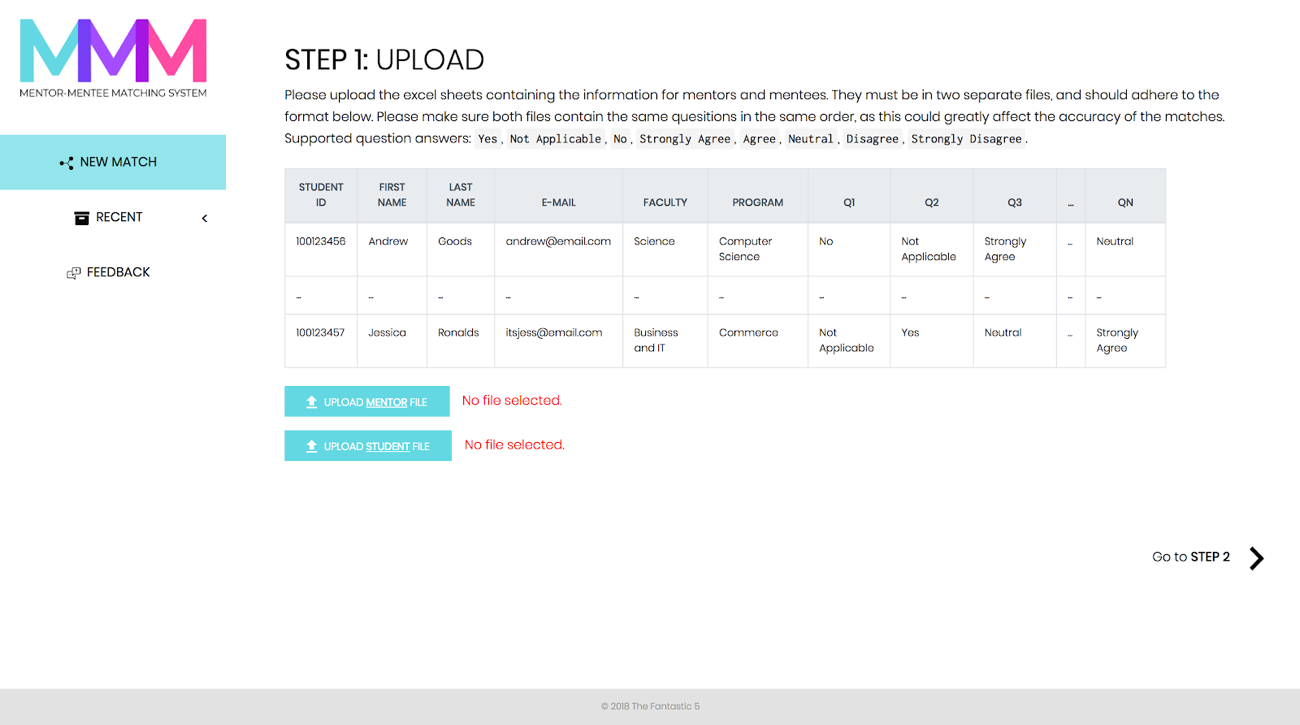 MMM
MENTOR-MENTEE MATCHING SYSTEM
NEW MATCH
RECENT
FEEDBACK
STEP 1: UPLOAD
Please upload the excel sheets containing the information for mentors and mentees. They must be in two separate files, and should adhere to the
format below. Please make sure both files contain the same quesitions in the same order, as this could greatly affect the accuracy of the matches.
Supported question answers: Yes, Not Applicable, No, Strongly Agree, Agree, Neutral, Disagree, Strongly Disagree.
STUDENT ID FIRST NAME LAST NAME E-MAIL FACULTY PROGRAM Q1 Q2 Q3 ... QN
100123456 Andrew Goods andrew@email.com Science Computer Science No Not Applicable Strongly Agree ... Neutral
... ... ... ... ... ... ... ... ... ... ...
100123457 Jessica Ronalds itsjess@email.com Business and IT Commerce Not Applicable Yes Neutral ... Strongly Agree
UPLOAD MENTOR FILE No file selected.
UPLOAD STUDENT FILE No file selected.
Go to STEP 2
© 2018 The Fantastic 5